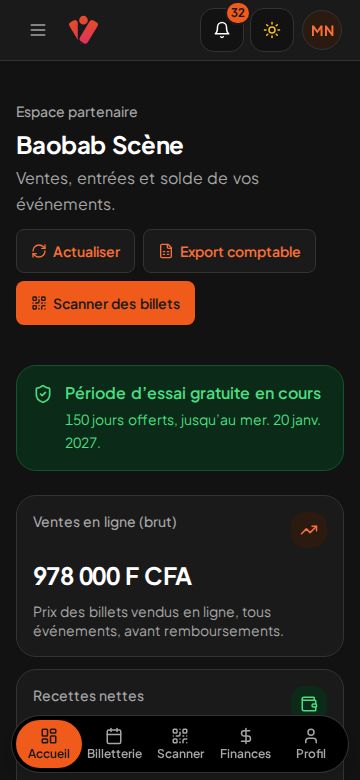 32
MN
Espace partenaire
Baobab Scène
Ventes, entrées et solde de vos
événements.
Actualiser
Export comptable
Scanner des billets
Période d’essai gratuite en cours
150 jours offerts, jusqu’au mer. 20 janv.
2027.
Ventes en ligne (brut)
978 000 F CFA
Prix des billets vendus en ligne, tous
événements, avant remboursements.
Recettes nettes
Accueil
Billetterie
Scanner
Finances
Profil